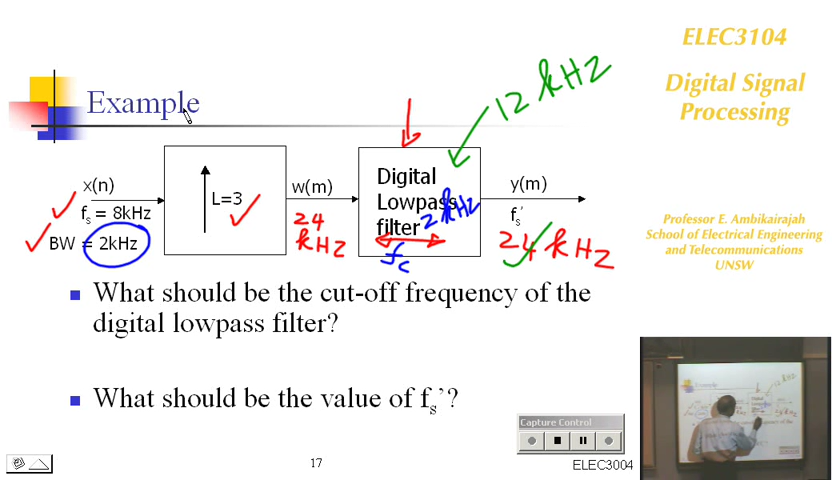 ELEC3104
Digital Signal
Processing
Professor E. Ambikairajah
School of Electrical Engineering
and Telecommunications
UNSW
Example
12 kHz
x(n)
fs = 8kHz
BW = 2kHz
L=3
w(m)
24
kHz
Digital
Lowpass
filter
2kHz
fc
y(m)
fs'
24 kHz
What should be the cut-off frequency of the
digital lowpass filter?
What should be the value of fs’?
Capture Control
17
ELEC3004